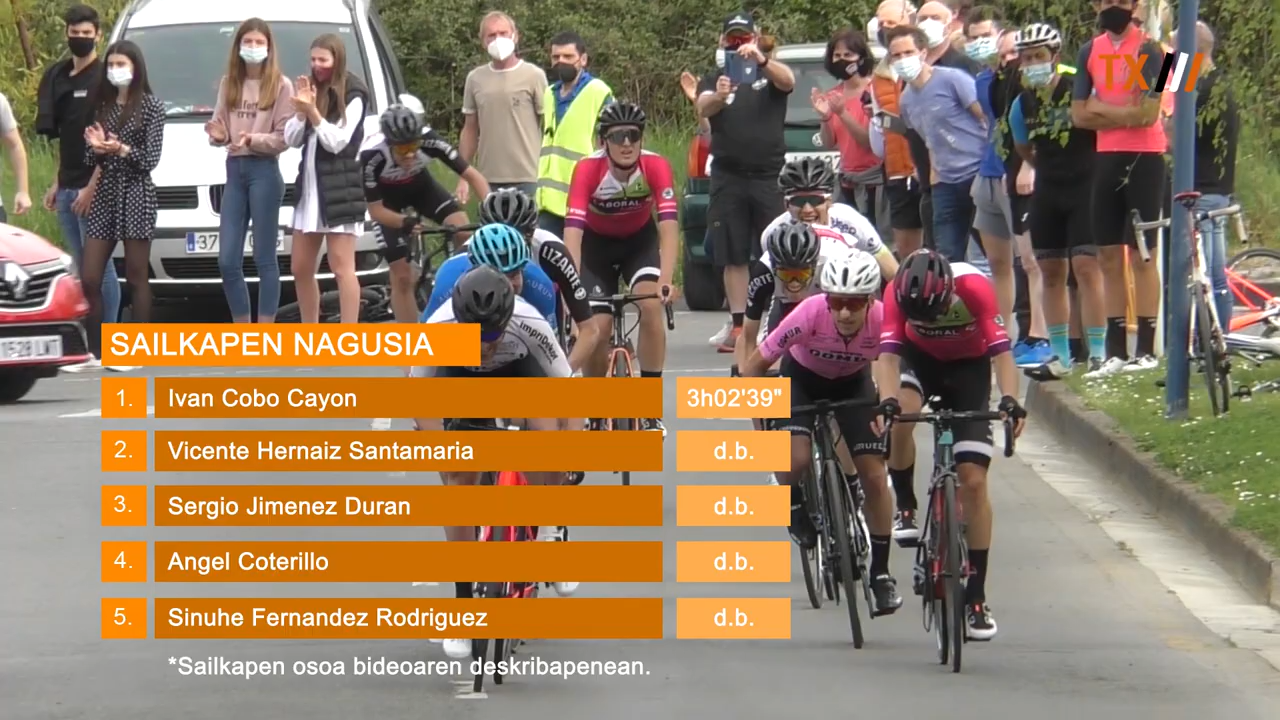 TX
SAILKAPEN NAGUSIA
1. Ivan Cobo Cayon 3h02'39"
2. Vicente Hernaiz Santamaria d.b.
3. Sergio Jimenez Duran d.b.
4. Angel Coterillo d.b.
5. Sinuhe Fernandez Rodriguez d.b.
*Sailkapen osoa bideoaren deskribapenean.
LIZARTE